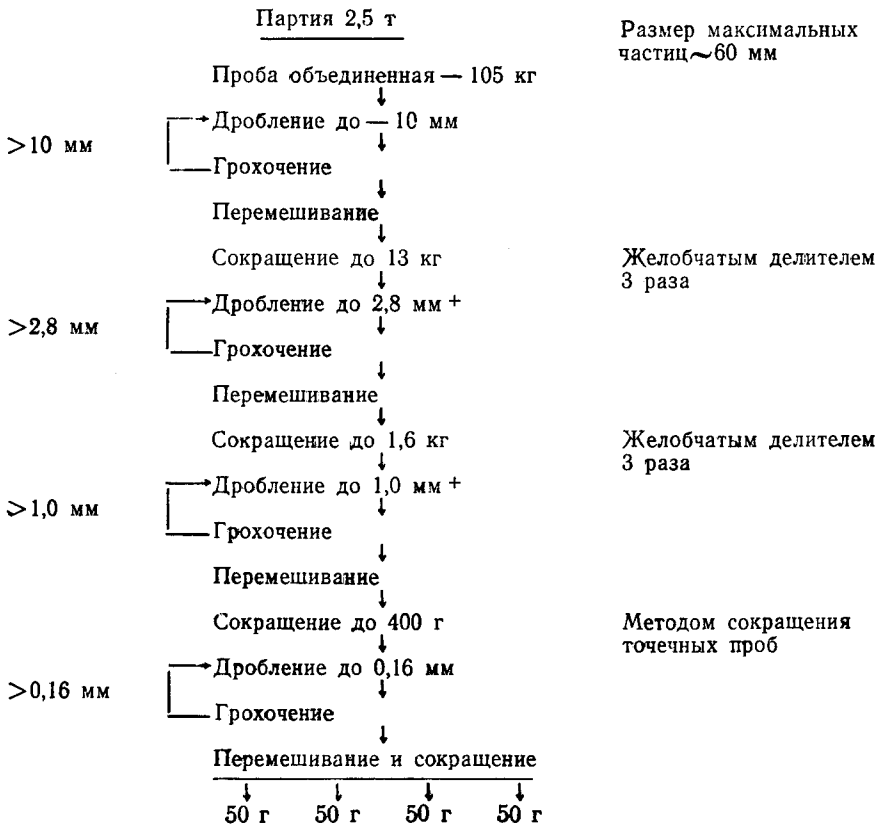 Партия 2,5 т
Размер максимальных
частиц~60 мм
Проба объединенная — 105 кг
Дробление до — 10 мм
>10 мм
Грохочение
Перемешивание
Сокращение до 13 кг
Желобчатым делителем
3 раза
Дробление до 2,8 мм +
>2,8 мм
Грохочение
Перемешивание
Сокращение до 1,6 кг
Желобчатым делителем
3 раза
Дробление до 1,0 мм +
>1,0 мм
Грохочение
Перемешивание
Сокращение до 400 г
Методом сокращения
точечных проб
Дробление до 0,16 мм
>0,16 мм
Грохочение
Перемешивание и сокращение
50 г 50 г 50 г 50 г